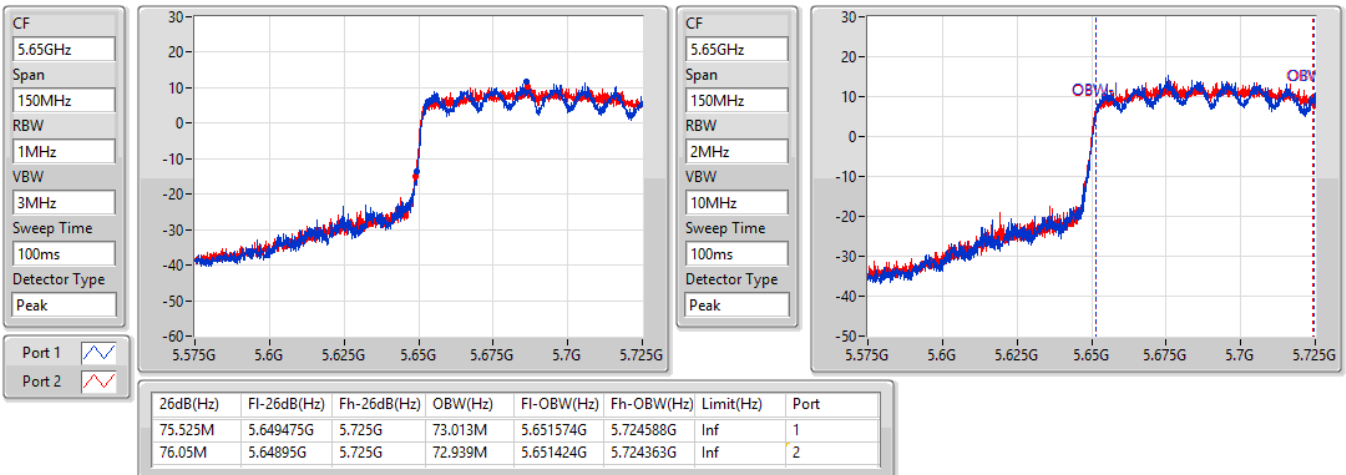 CF
5.65GHz
Span
150MHz
RBW
1MHz
VBW
3MHz
Sweep Time
100ms
Detector Type
Peak
Port 1
Port 2
30
20
10
0
-10
-20
-30
-40
-50
-60
5.575G 5.6G 5.625G 5.65G 5.675G 5.7G 5.725G
CF
5.65GHz
Span
150MHz
RBW
2MHz
VBW
10MHz
Sweep Time
100ms
Detector Type
Peak
30
20
10
0
-10
-20
-30
-40
-50
OBW
OBW
5.575G 5.6G 5.625G 5.65G 5.675G 5.7G 5.725G
26dB(Hz) Fl-26dB(Hz) Fh-26dB(Hz) OBW(Hz) Fl-OBW(Hz) Fh-OBW(Hz) Limit(Hz) Port
75.525M 5.649475G 5.725G 73.013M 5.651574G 5.724588G Inf 1
76.05M 5.64895G 5.725G 72.939M 5.651424G 5.724363G Inf 2